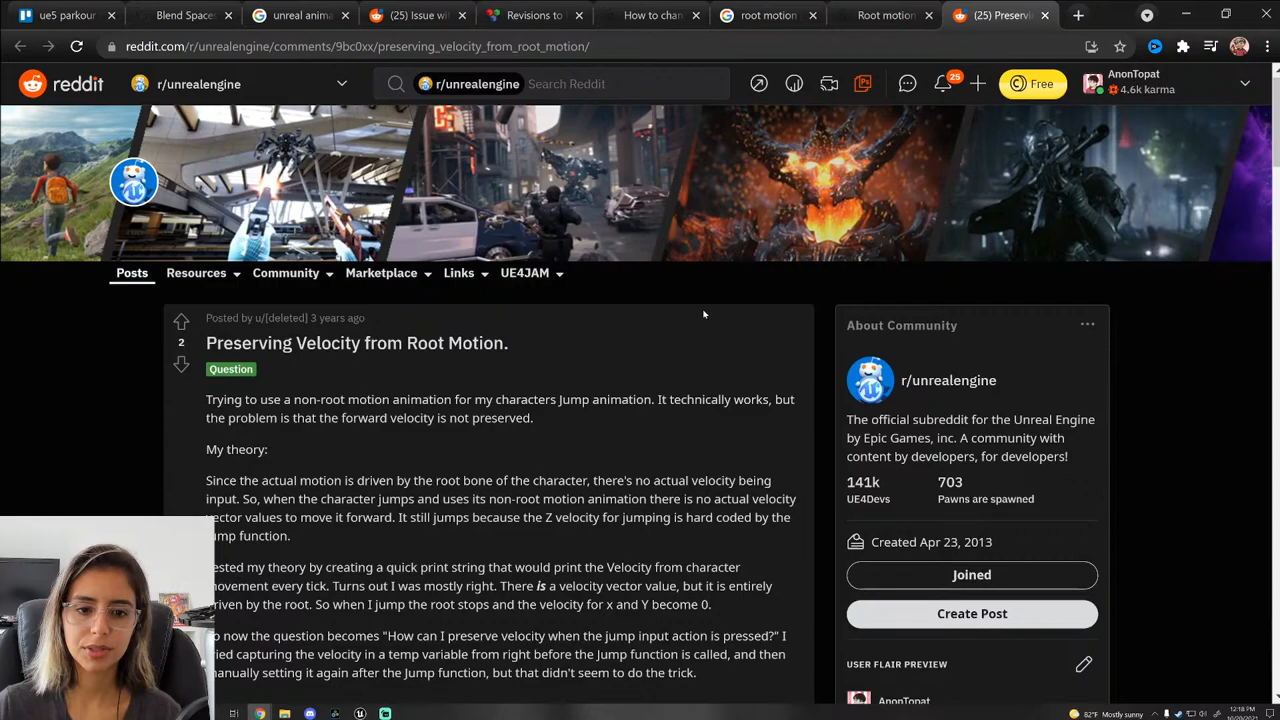 ue5 parkour
Blend Spaces
unreal anima
(25) Issue wi
Revisions to
How to chan
root motion
Root motion
(25) Preservi
reddit.com/r/unrealengine/comments/9bc0xx/preserving_velocity_from_root_motion/
reddit
r/unrealengine
r/unrealengine
Search Reddit
25
Free
AnonTopat
4.6k karma
Posts
Resources
Community
Marketplace
Links
UE4JAM
Posted by u/[deleted] 3 years ago
2
Preserving Velocity from Root Motion.
Question
Trying to use a non-root motion animation for my characters Jump animation. It technically works, but
the problem is that the forward velocity is not preserved.
My theory:
Since the actual motion is driven by the root bone of the character, there's no actual velocity being
input. So, when the character jumps and uses its non-root motion animation there is no actual velocity
vector values to move it forward. It still jumps because the Z velocity for jumping is hard coded by the
ump function.
ested my theory by creating a quick print string that would print the Velocity from character
ovement every tick. Turns out I was mostly right. There is a velocity vector value, but it is entirely
riven by the root. So when I jump the root stops and the velocity for x and Y become 0.
o now the question becomes "How can I preserve velocity when the jump input action is pressed?" I
ried capturing the velocity in a temp variable from right before the Jump function is called, and then
anually setting it again after the Jump function, but that didn't seem to do the trick.
About Community
r/unrealengine
The official subreddit for the Unreal Engine
by Epic Games, inc. A community with
content by developers, for developers!
141k
703
UE4Devs
Pawns are spawned
Created Apr 23, 2013
Joined
Create Post
USER FLAIR PREVIEW
AnonTopat
82°F Mostly sunny
12:18 PM
10/20/2021